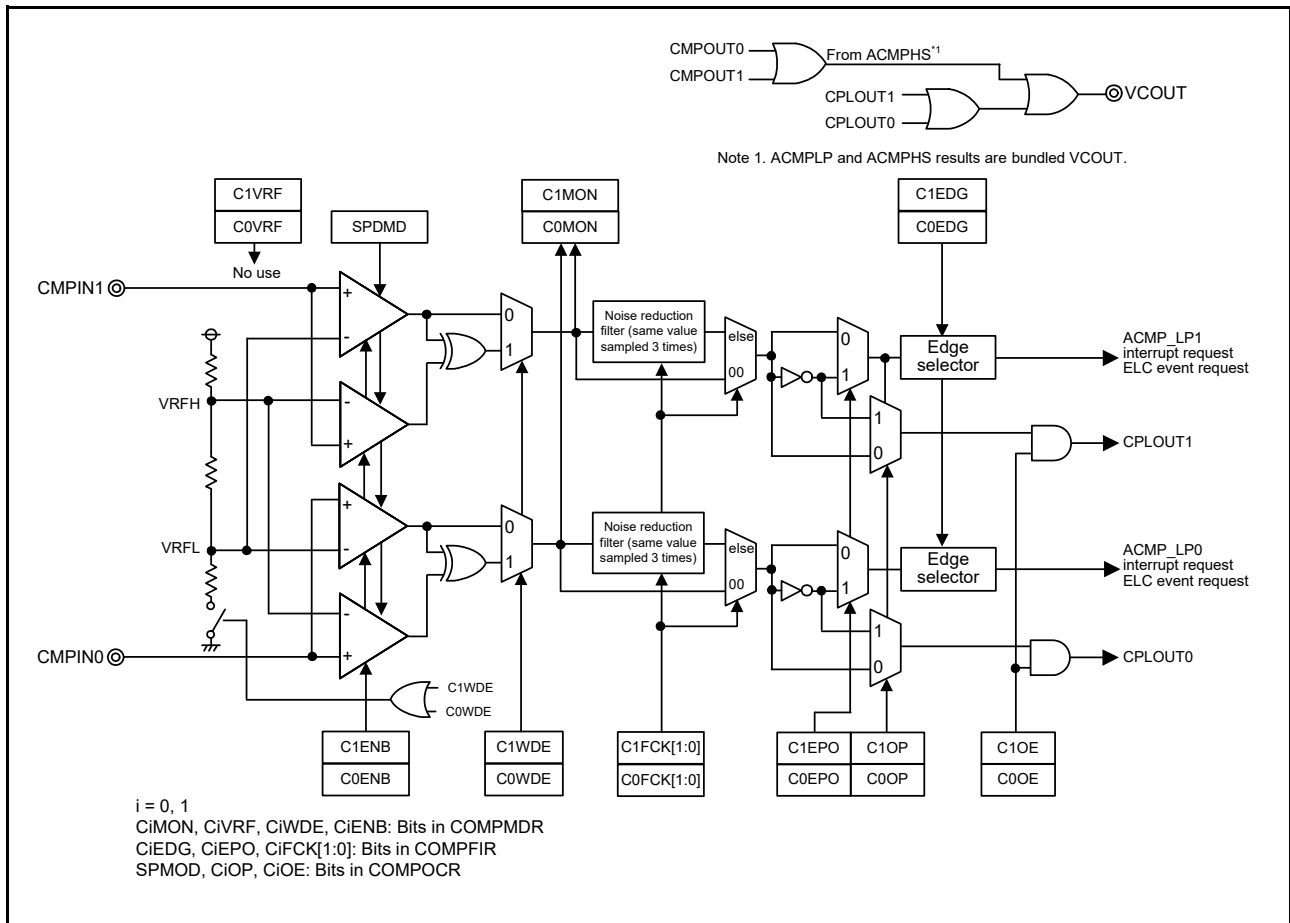 CMPOUT0
CMPOUT1
From ACMPHS*1
CPLOUT1
CPLOUT0
VCOUT
Note 1. ACMPLP and ACMPHS results are bundled VCOUT.
C1VRF
C0VRF
No use
SPDMD
C1MON
C0MON
C1EDG
C0EDG
CMPIN1
+
-
0
1
Noise reduction
filter (same value
sampled 3 times)
else
00
0
1
Edge
selector
ACMP_LP1
interrupt request
ELC event request
VRFH
-
+
1
0
CPLOUT1
+
-
0
1
VRFL
Noise reduction
filter (same value
sampled 3 times)
else
00
0
1
Edge
selector
ACMP_LP0
interrupt request
ELC event request
-
+
1
0
CPLOUT0
CMPIN0
C1WDE
C0WDE
C1ENB
C0ENB
C1WDE
C0WDE
C1FCK[1:0]
C0FCK[1:0]
C1EPO
C0EPO
C1OP
C0OP
C1OE
C0OE
i = 0, 1
CiMON, CiVRF, CiWDE, CiENB: Bits in COMPMDR
CiEDG, CiEPO, CiFCK[1:0]: Bits in COMPFIR
SPMOD, CiOP, CiOE: Bits in COMPOCR